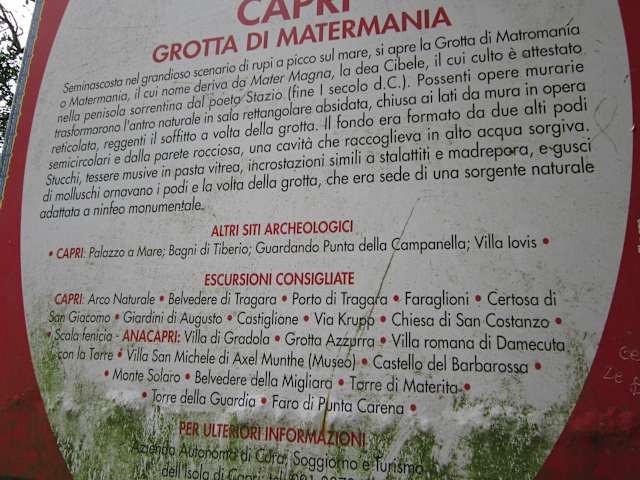 CAPRI
GROTTA DI MATERMANIA
Seminascosta nel grandioso scenario di rupi a picco sul mare, si apre la Grotta di Matromania
o Matermania, il cui nome deriva da Mater Magna, la dea Cibele, il cui culto è attestato
nella penisola sorrentina dal poeta Stazio (fine I secolo d.C.). Possenti opere murarie
trasformarono l'antro naturale in sala rettangolare absidata, chiusa ai lati da mura in opera
reticolata, reggenti il soffitto a volta della grotta. Il fondo era formato da due alti podi
semicircolari e dalla parete rocciosa, una cavità che raccoglieva in alto acqua sorgiva.
Stucchi, tessere musive in pasta vitrea, incrostazioni simili a stalattiti e madrepora, e gusci
di molluschi ornavano i podi e la volta della grotta, che era sede di una sorgente naturale
adattata a ninfeo monumentale.
ALTRI SITI ARCHEOLOGICI
• CAPRI: Palazzo a Mare; Bagni di Tiberio; Guardando Punta della Campanella; Villa Iovis •
ESCURSIONI CONSIGLIATE
CAPRI: Arco Naturale • Belvedere di Tragara • Porto di Tragara • Faraglioni • Certosa di
San Giacomo • Giardini di Augusto • Castiglione • Via Krupp • Chiesa di San Costanzo •
• Scala fenicia - ANACAPRI: Villa di Gradola • Grotta Azzurra • Villa romana di Damecuta
con la Torre • Villa San Michele di Axel Munthe (Museo) • Castello del Barbarossa •
• Monte Solaro • Belvedere della Migliara • Torre di Materita •
• Torre della Guardia • Faro di Punta Carena •
PER ULTERIORI INFORMAZIONI
Azienda Autonoma di Cura, Soggiorno e Turismo
dell'Isola di Capri: tel.